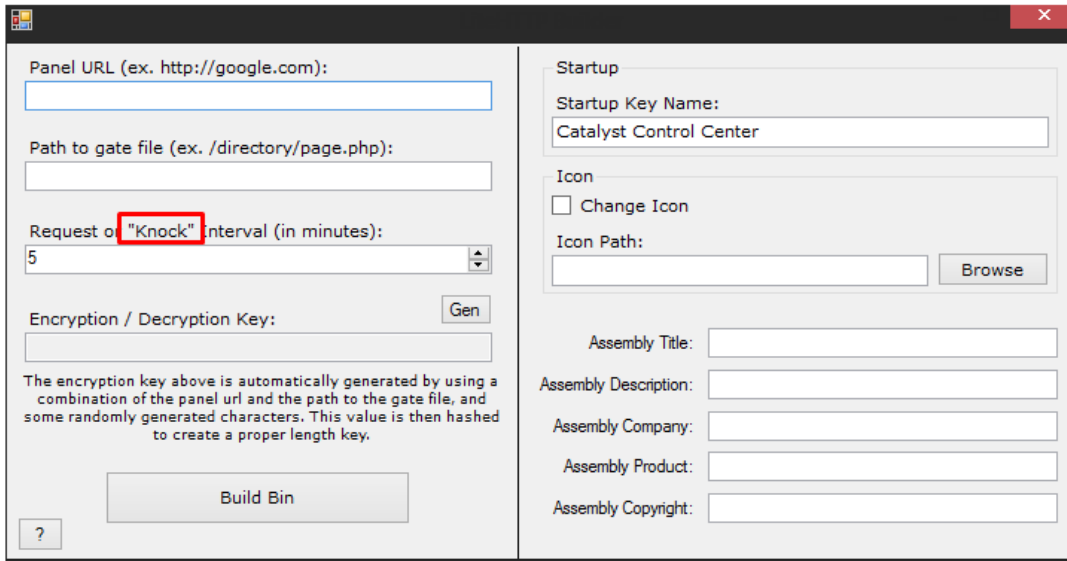 Panel URL (ex. http://google.com):
Path to gate file (ex. /directory/page.php):
Request or "Knock" Interval (in minutes):
5
Gen
Encryption / Decryption Key:
The encryption key above is automatically generated by using a
combination of the panel url and the path to the gate file, and
some randomly generated characters. This value is then hashed
to create a proper length key.
Build Bin
?
Startup
Startup Key Name:
Catalyst Control Center
Icon
Change Icon
Icon Path:
Browse
Assembly Title:
Assembly Description:
Assembly Company:
Assembly Product:
Assembly Copyright: